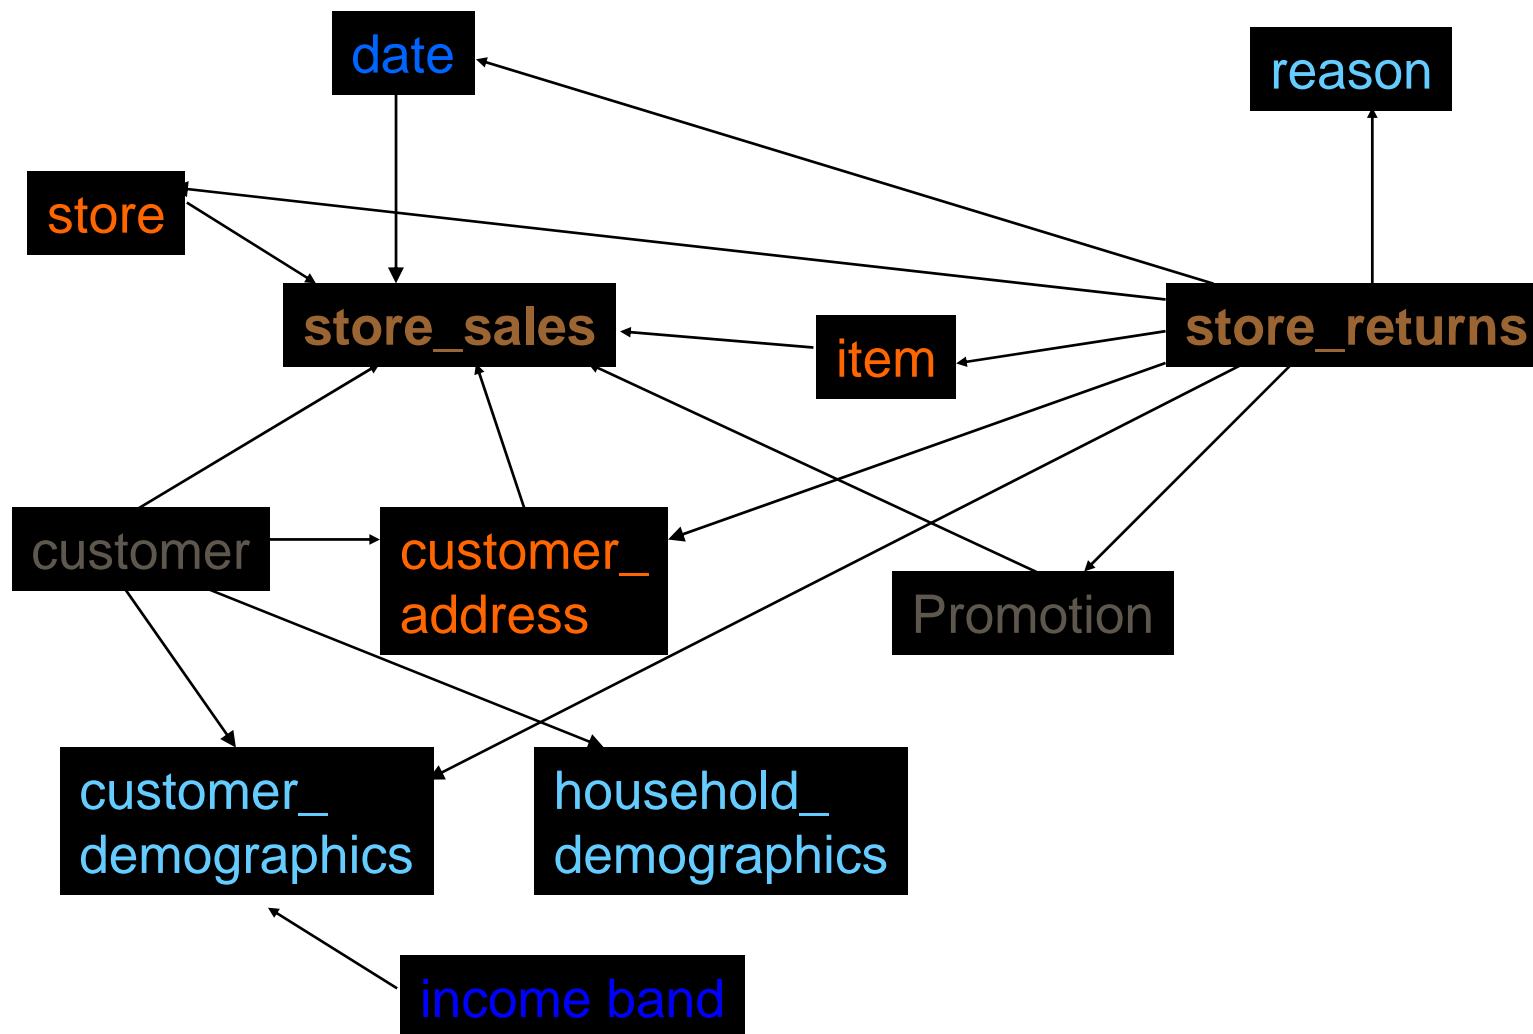 date
reason
store
store_sales
item
store_returns
customer
customer_
address
Promotion
customer_
demographics
household_
demographics
income band